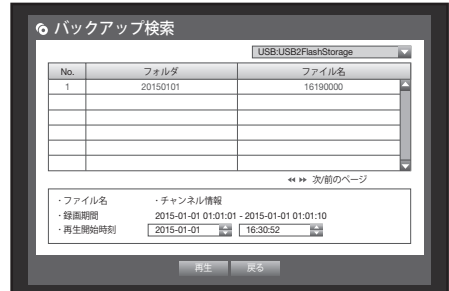 バックアップ検索
USB:USB2FlashStorage
No. フォルダ ファイル名
1 20150101 16190000
次/前のページ
・ファイル名 ・チャンネル情報
・録画期間 2015-01-01 01:01:01 - 2015-01-01 01:01:10
・再生開始時刻 2015-01-01 16:30:52
再生 戻る